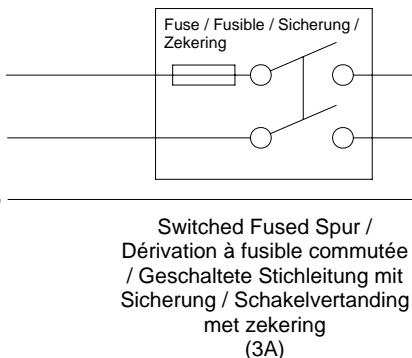 Fuse / Fusible / Sicherung /
Zekering
Switched Fused Spur /
Dérivation à fusible commutée
/ Geschaltete Stichleitung mit
Sicherung / Schakelvertanding
met zekering
(3A)